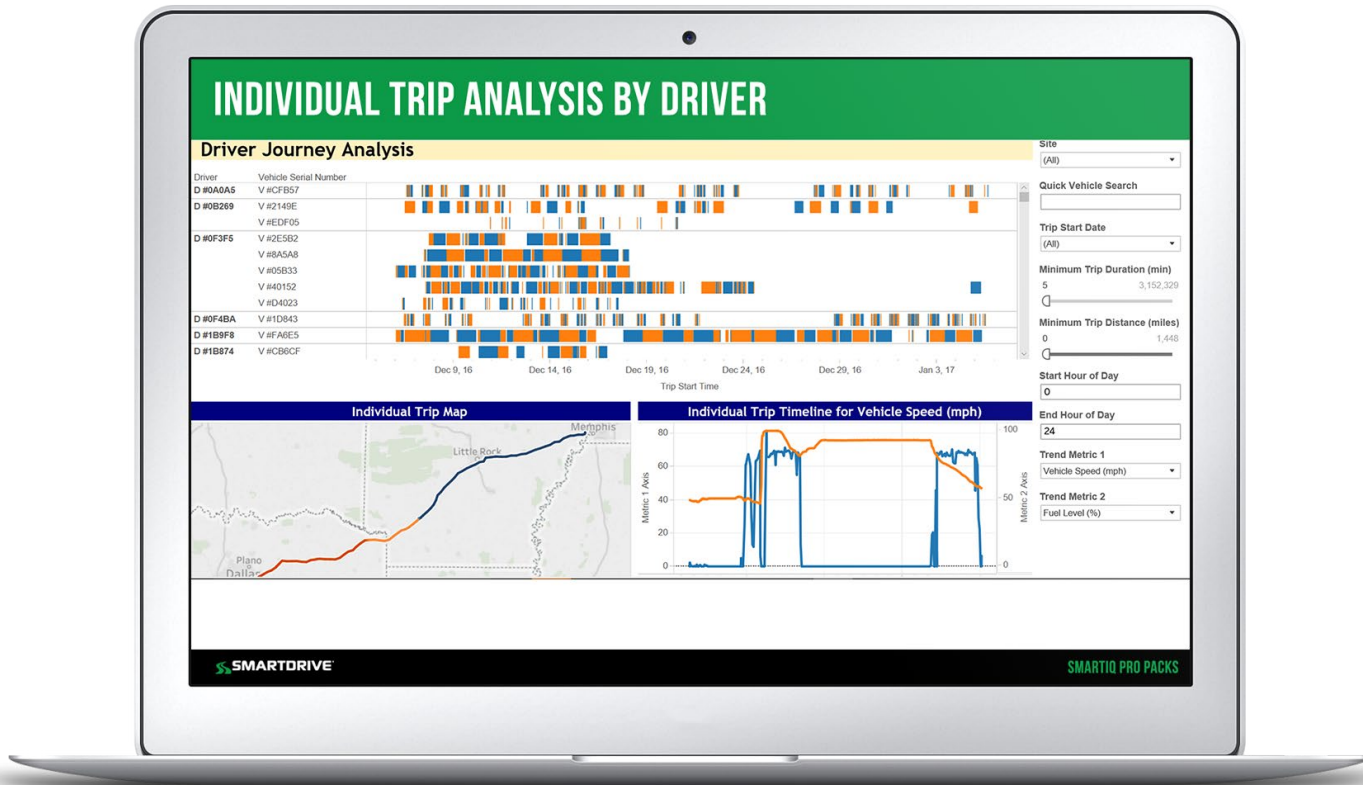 INDIVIDUAL TRIP ANALYSIS BY DRIVER
Driver Journey Analysis
Driver Vehicle Serial Number
D #0A0A5 V #CFB57
D #0B269 V #2149E
V #EDF05
D #0F3F5 V #2E5B2
V #8A5A8
V #05B33
V #40152
V #D4023
D #0F4BA V #1D843
D #1B9F8 V #FA6E5
D #1B874 V #CB6CF
Dec 9, 16 Dec 14, 16 Dec 19, 16 Dec 24, 16 Dec 29, 16 Jan 3, 17
Trip Start Time
Site
(All)
Quick Vehicle Search
Trip Start Date
(All)
Minimum Trip Duration (min)
5 3,152,329
Minimum Trip Distance (miles)
0 1,448
Start Hour of Day
0
End Hour of Day
24
Trend Metric 1
Vehicle Speed (mph)
Trend Metric 2
Fuel Level (%)
Individual Trip Map
Memphis
Little Rock
Plano
Dallas
Individual Trip Timeline for Vehicle Speed (mph)
Metric 1 Axis
80
60
40
20
0
100
50
0
Metric 2 Axis
SMARTDRIVE
SMARTIQ PRO PACKS